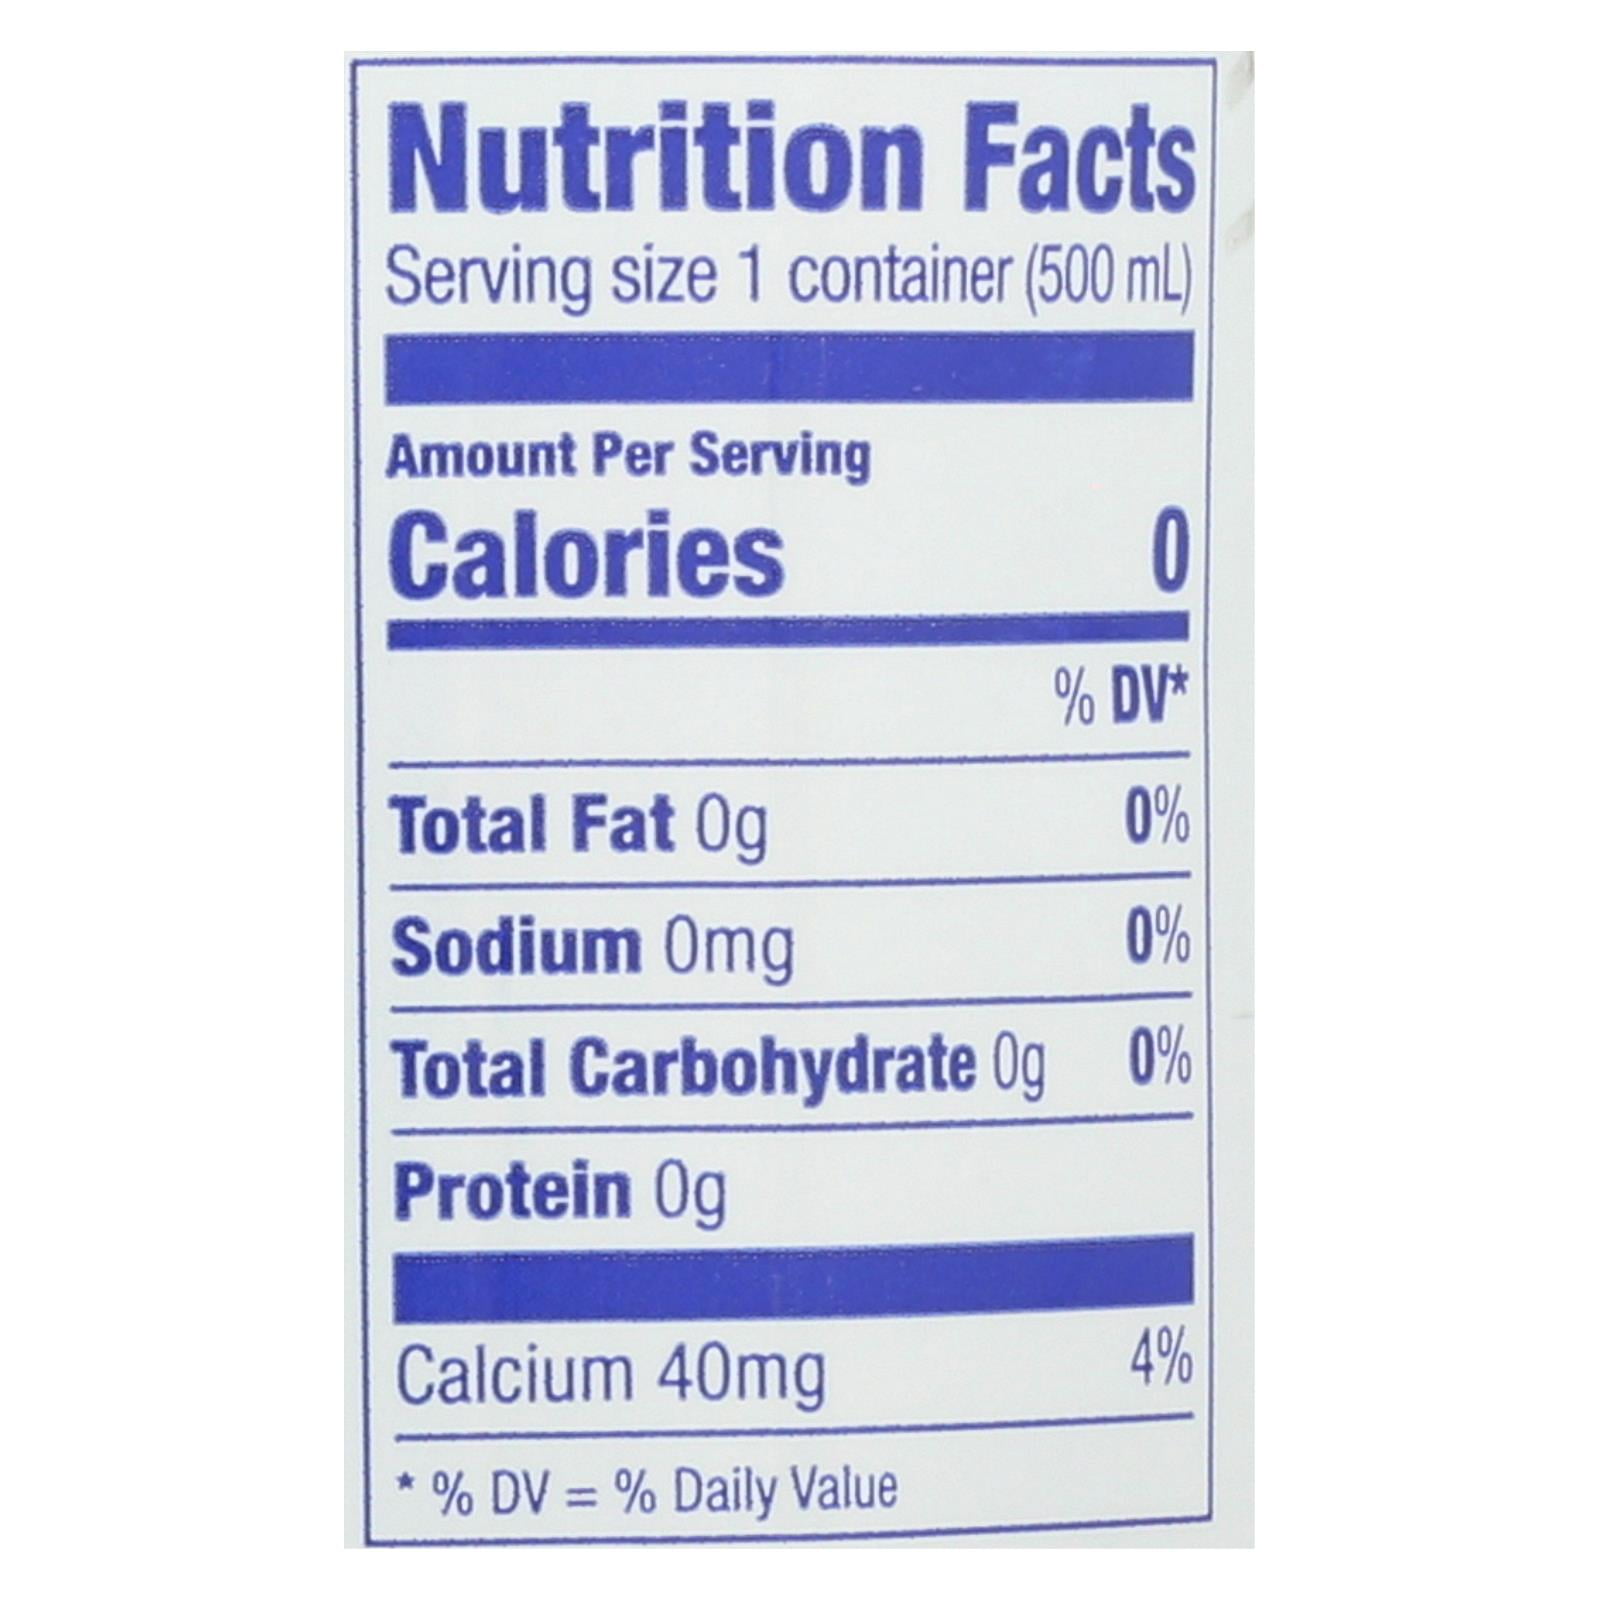 Nutrition Facts
Serving size 1 container (500 mL)
Amount Per Serving
Calories 0
% DV*
Total Fat 0g 0%
Sodium 0mg 0%
Total Carbohydrate 0g 0%
Protein 0g
Calcium 40mg 4%
* % DV = % Daily Value